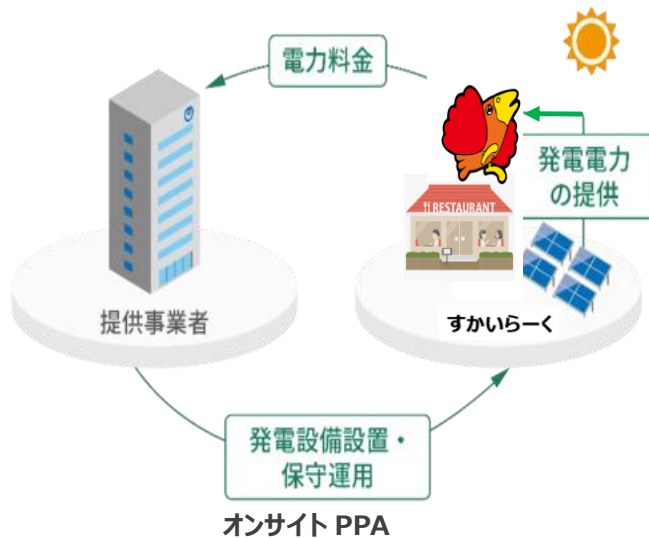 電力料金
発電電力
の提供
RESTAURANT
提供事業者
すかいらーく
発電設備設置・
保守運用
オンサイト PPA